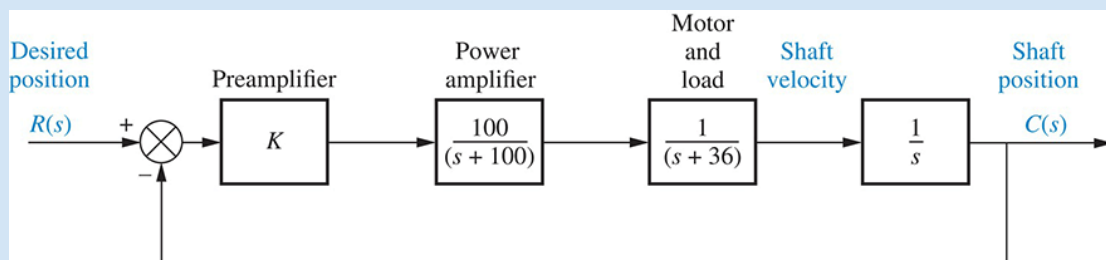 Desired
position
R(s)
+
−
Preamplifier
K
Power
amplifier
100
(s + 100)
Motor
and
load
1
(s + 36)
Shaft
velocity
1
s
Shaft
position
C(s)